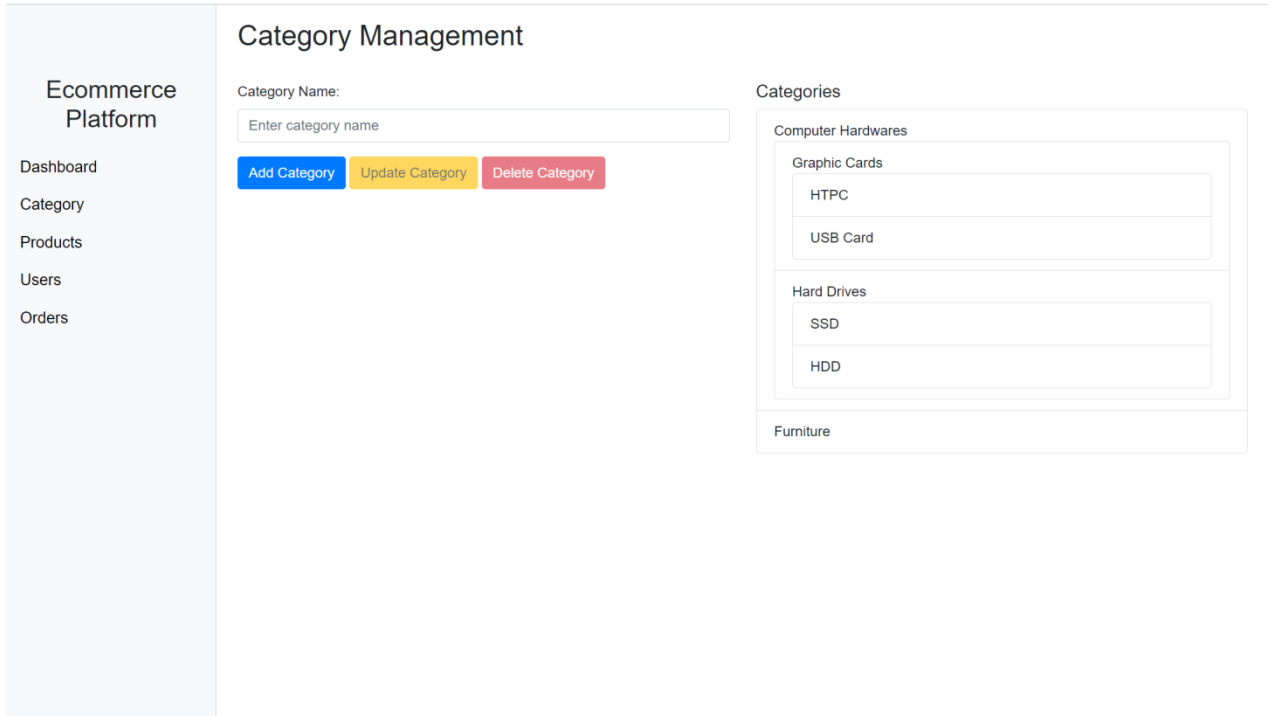 Ecommerce
Platform
Dashboard
Category
Products
Users
Orders
Category Management
Category Name:
Enter category name
Add Category Update Category Delete Category
Categories
Computer Hardwares
Graphic Cards
HTPC
USB Card
Hard Drives
SSD
HDD
Furniture